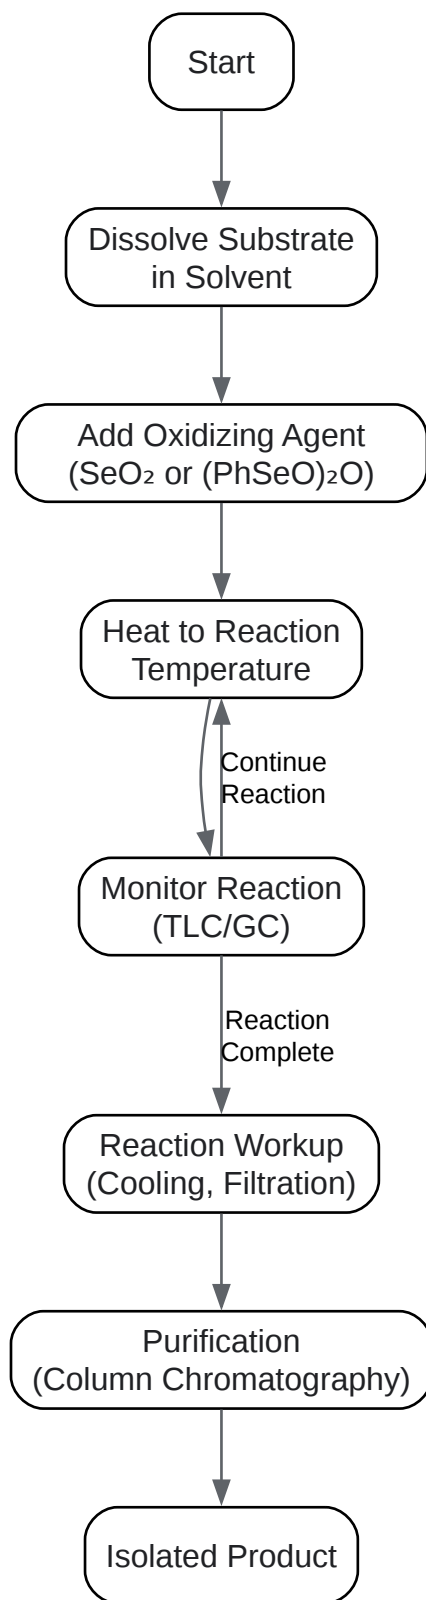 Start
Dissolve Substrate
in Solvent
Add Oxidizing Agent
(SeO₂ or (PhSeO)₂O)
Heat to Reaction
Temperature
Continue
Reaction
Monitor Reaction
(TLC/GC)
Reaction
Complete
Reaction Workup
(Cooling, Filtration)
Purification
(Column Chromatography)
Isolated Product